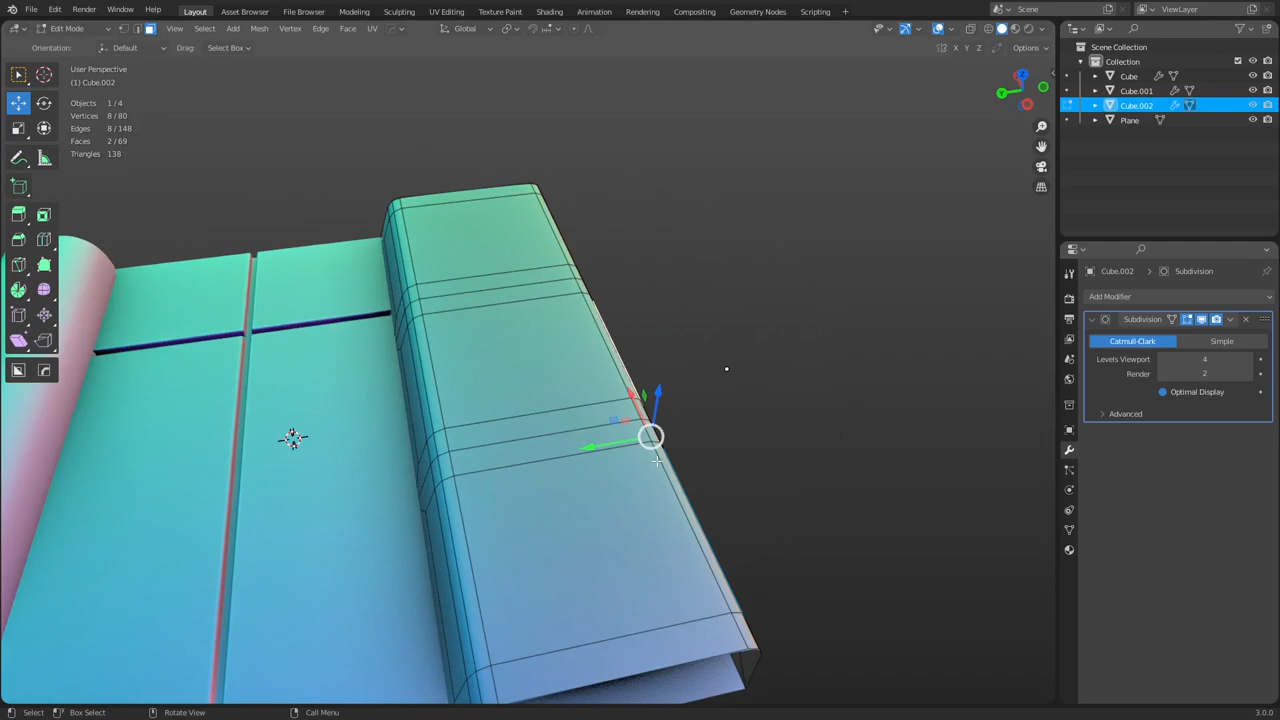 File Edit Render Window Help Layout Asset Browser File Browser Modeling Sculpting UV Editing Texture Paint Shading Animation Rendering Compositing Geometry Nodes Scripting + Scene ViewLayer
Edit Mode View Select Add Mesh Vertex Edge Face UV Global
Orientation: Default Drag: Select Box X Y Z Options
User Perspective
(1) Cube.002
Objects 1 / 4
Vertices 8 / 80
Edges 8 / 148
Faces 2 / 69
Triangles 138
Z
Y
Scene Collection
Collection
Cube
Cube.001
Cube.002
Plane
Cube.002 Subdivision
Add Modifier
Subdivision
Catmull-Clark Simple
Levels Viewport 4
Render 2
Optimal Display
Advanced
Select Box Select Rotate View Call Menu 3.0.0